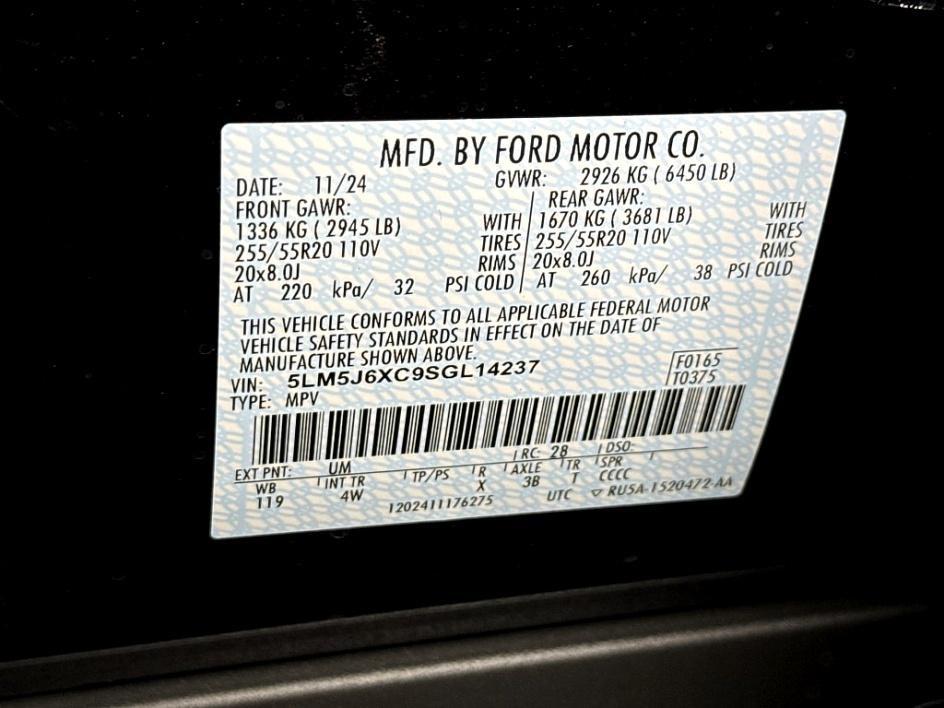 MFD. BY FORD MOTOR CO.
DATE: 11/24 GVWR: 2926 KG ( 6450 LB)
FRONT GAWR: REAR GAWR:
1336 KG ( 2945 LB) WITH 1670 KG ( 3681 LB) WITH
255/55R20 110V TIRES 255/55R20 110V TIRES
20x8.0J RIMS 20x8.0J RIMS
AT 220 kPa/ 32 PSI COLD AT 260 kPa/ 38 PSI COLD
THIS VEHICLE CONFORMS TO ALL APPLICABLE FEDERAL MOTOR
VEHICLE SAFETY STANDARDS IN EFFECT ON THE DATE OF
MANUFACTURE SHOWN ABOVE.
VIN: 5LM5J6XC9SGL14237 F0165
TYPE: MPV T0375
EXT PNT: UM RC: 28 DSO:
WB INT TR TP/PS R AXLE TR SPR
119 4W X 3B T CCCC
1202411176275 UTC ▽ RU5A-1520472-AA